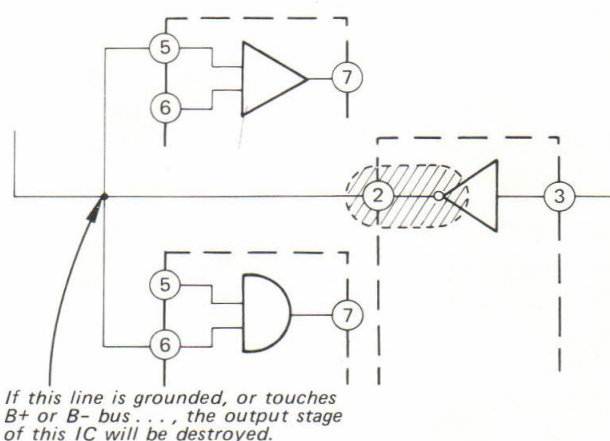 5
6
7
2
3
5
6
7
If this line is grounded, or touches
B+ or B- bus . . . , the output stage
of this IC will be destroyed.